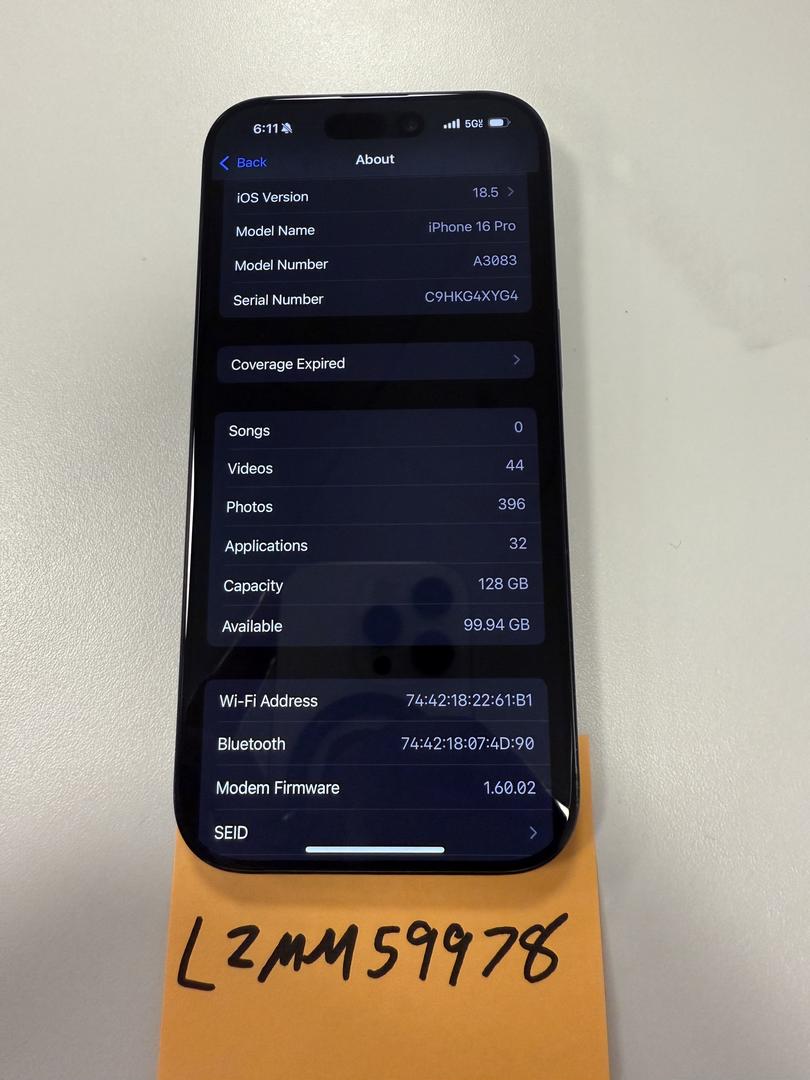 6:11 5GUC
Back About
iOS Version 18.5
Model Name iPhone 16 Pro
Model Number A3083
Serial Number C9HKG4XYG4
Coverage Expired
Songs 0
Videos 44
Photos 396
Applications 32
Capacity 128 GB
Available 99.94 GB
Wi-Fi Address 74:42:18:22:61:B1
Bluetooth 74:42:18:07:4D:90
Modem Firmware 1.60.02
SEID
LZMM59978